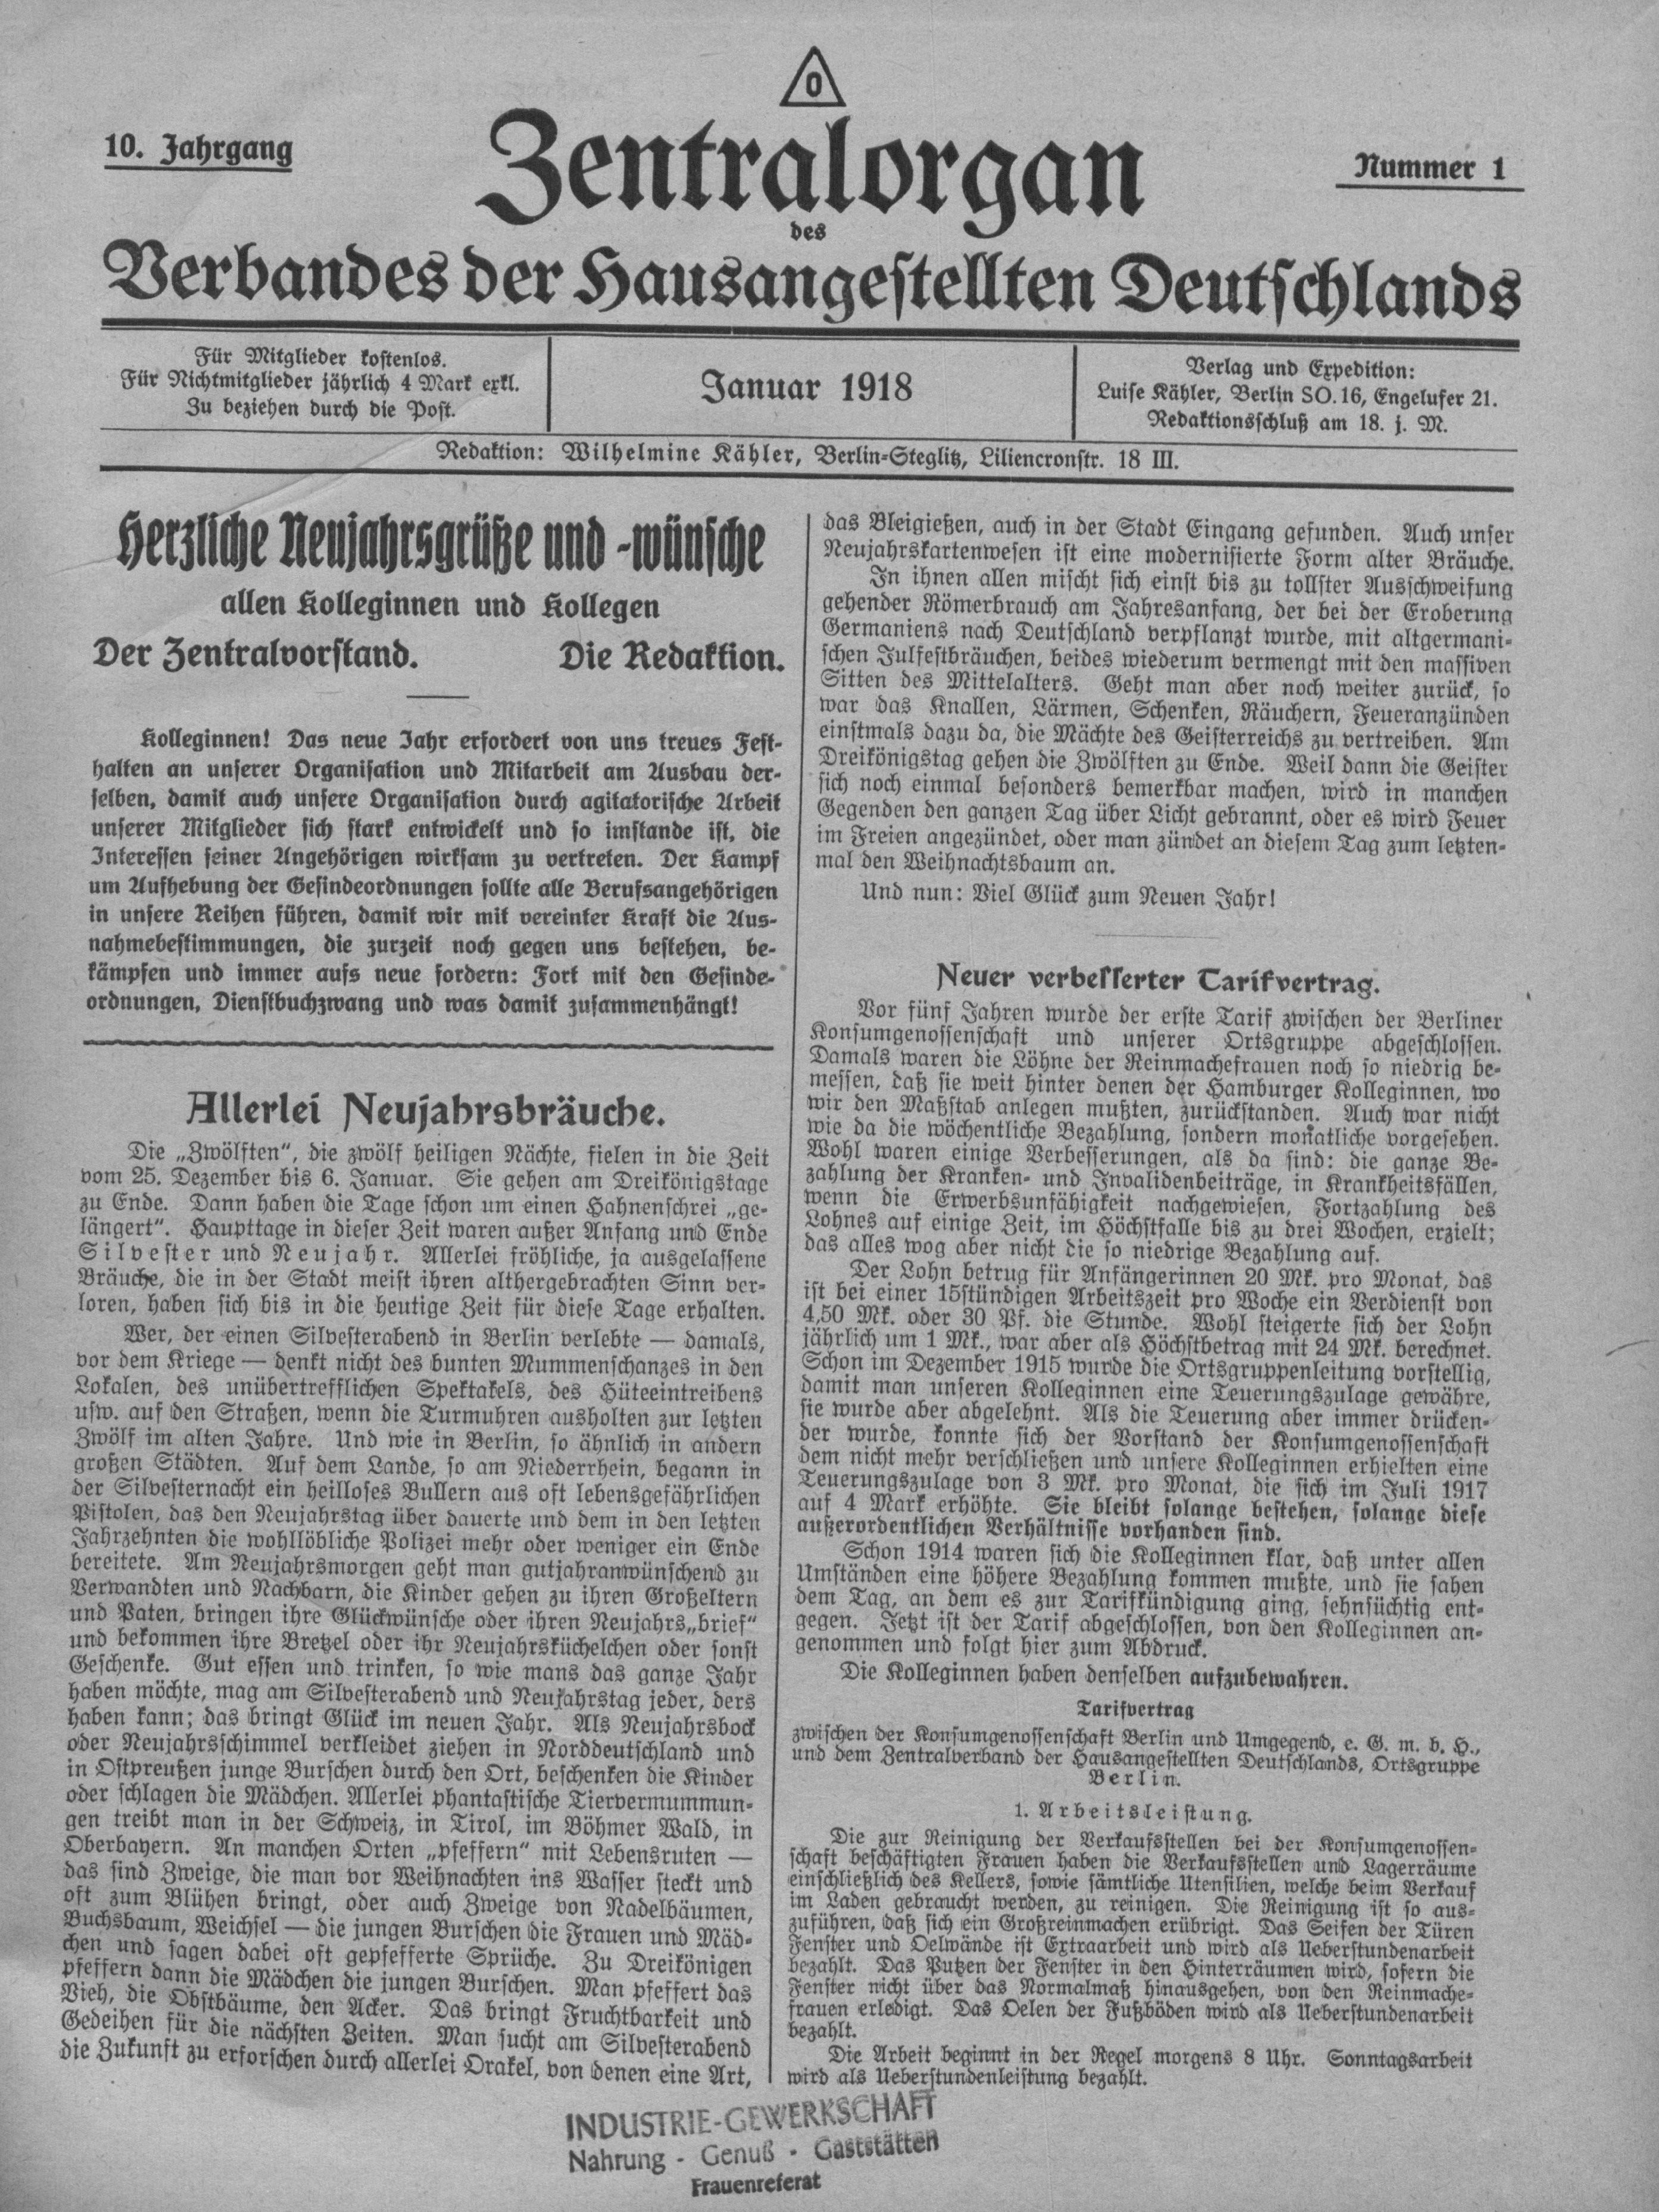 0
10. Jahrgang
Zentralorgan
Nummer 1
des
Verbandes der Hausangestellten Deutschlands
Für Mitglieder kostenlos.
Für Nichtmitglieder jährlich 4 Mark exkl.
Zu beziehen durch die Post.
Januar 1918
Verlag und Expedition:
Luise Kähler, Berlin SO.16, Engelufer 21.
Redaktionsschluß am 18. j. M.
Redaktion: Wilhelmine Kähler, Berlin-Steglitz, Liliencronstr. 18 III.
Herzliche Neujahrsgrüße und -wünsche
allen Kolleginnen und Kollegen
Der Zentralvorstand. Die Redaktion.
Kolleginnen! Das neue Jahr erfordert von uns treues Fest-
halten an unserer Organisation und Mitarbeit am Ausbau der-
selben, damit auch unsere Organisation durch agitatorische Arbeit
unserer Mitglieder sich stark entwickelt und so imstande ist, die
Interessen seiner Angehörigen wirksam zu vertreten. Der Kampf
um Aufhebung der Gesindeordnungen sollte alle Berufsangehörigen
in unsere Reihen führen, damit wir mit vereinter Kraft die Aus-
nahmebestimmungen, die zurzeit noch gegen uns bestehen, be-
kämpfen und immer aufs neue fordern: Fort mit den Gesinde-
ordnungen, Dienstbuchzwang und was damit zusammenhängt!
Allerlei Neujahrsbräuche.
Die „Zwölften“, die zwölf heiligen Nächte, fielen in die Zeit
vom 25. Dezember bis 6. Januar. Sie gehen am Dreikönigstage
zu Ende. Dann haben die Tage schon um einen Hahnenschrei „ge-
längert“. Haupttage in dieser Zeit waren außer Anfang und Ende
Silvester und Neujahr. Allerlei fröhliche, ja ausgelassene
Bräuche, die in der Stadt meist ihren althergebrachten Sinn ver-
loren, haben sich bis in die heutige Zeit für diese Tage erhalten.
Wer, der einen Silvesterabend in Berlin verlebte — damals,
vor dem Kriege — denkt nicht des bunten Mummenschanzes in den
Lokalen, des unübertrefflichen Spektakels, des Hüteeintreibens
usw. auf den Straßen, wenn die Turmuhren ausholten zur letzten
Zwölf im alten Jahre. Und wie in Berlin, so ähnlich in andern
großen Städten. Auf dem Lande, so am Niederrhein, begann in
der Silvesternacht ein heilloses Bullern aus oft lebensgefährlichen
Pistolen, das den Neujahrstag über dauerte und dem in den letzten
Jahrzehnten die wohllöbliche Polizei mehr oder weniger ein Ende
bereitete. Am Neujahrsmorgen geht man gutjahranwünschend zu
Verwandten und Nachbarn, die Kinder gehen zu ihren Großeltern
und Paten, bringen ihre Glückwünsche oder ihren Neujahrs„brief“
und bekommen ihre Bretzel oder ihr Neujahrsküchelchen oder sonst
Geschenke. Gut essen und trinken, so wie mans das ganze Jahr
haben möchte, mag am Silvesterabend und Neujahrstag jeder, ders
haben kann; das bringt Glück im neuen Jahr. Als Neujahrsbock
oder Neujahrsschimmel verkleidet ziehen in Norddeutschland und
in Ostpreußen junge Burschen durch den Ort, beschenken die Kinder
oder schlagen die Mädchen. Allerlei phantastische Tiervermummun-
gen treibt man in der Schweiz, in Tirol, im Böhmer Wald, in
Oberbayern. An manchen Orten „pfeffern“ mit Lebensruten —
das sind Zweige, die man vor Weihnachten ins Wasser steckt und
oft zum Blühen bringt, oder auch Zweige von Nadelbäumen,
Buchsbaum, Weichsel — die jungen Burschen die Frauen und Mäd-
chen und sagen dabei oft gepfefferte Sprüche. Zu Dreikönigen
pfeffern dann die Mädchen die jungen Burschen. Man pfeffert das
Vieh, die Obstbäume, den Acker. Das bringt Fruchtbarkeit und
Gedeihen für die nächsten Zeiten. Man sucht am Silvesterabend
die Zukunft zu erforschen durch allerlei Orakel, von denen eine Art,
das Bleigießen, auch in der Stadt Eingang gefunden. Auch unser
Neujahrskartenwesen ist eine modernisierte Form alter Bräuche.
In ihnen allen mischt sich einst bis zu tollster Ausschweifung
gehender Römerbrauch am Jahresanfang, der bei der Eroberung
Germaniens nach Deutschland verpflanzt wurde, mit altgermani-
schen Julfestbräuchen, beides wiederum vermengt mit den massiven
Sitten des Mittelalters. Geht man aber noch weiter zurück, so
war das Knallen, Lärmen, Schenken, Räuchern, Feueranzünden
einstmals dazu da, die Mächte des Geisterreichs zu vertreiben. Am
Dreikönigstag gehen die Zwölften zu Ende. Weil dann die Geister
sich noch einmal besonders bemerkbar machen, wird in manchen
Gegenden den ganzen Tag über Licht gebrannt, oder es wird Feuer
im Freien angezündet, oder man zündet an diesem Tag zum letzten-
mal den Weihnachtsbaum an.
Und nun: Viel Glück zum Neuen Jahr!
Neuer verbesserter Tarifvertrag.
Vor fünf Jahren wurde der erste Tarif zwischen der Berliner
Konsumgenossenschaft und unserer Ortsgruppe abgeschlossen.
Damals waren die Löhne der Reinmachefrauen noch so niedrig be-
messen, daß sie weit hinter denen der Hamburger Kolleginnen, wo
wir den Maßstab anlegen mußten, zurückstanden. Auch war nicht
wie da die wöchentliche Bezahlung, sondern monatliche vorgesehen.
Wohl waren einige Verbesserungen, als da sind: die ganze Be-
zahlung der Kranken- und Invalidenbeiträge, in Krankheitsfällen,
wenn die Erwerbsunfähigkeit nachgewiesen, Fortzahlung des
Lohnes auf einige Zeit, im Höchstfalle bis zu drei Wochen, erzielt;
das alles wog aber nicht die so niedrige Bezahlung auf.
Der Lohn betrug für Anfängerinnen 20 Mk. pro Monat, das
ist bei einer 15stündigen Arbeitszeit pro Woche ein Verdienst von
4,50 Mk. oder 30 Pf. die Stunde. Wohl steigerte sich der Lohn
jährlich um 1 Mk., war aber als Höchstbetrag mit 24 Mk. berechnet.
Schon im Dezember 1915 wurde die Ortsgruppenleitung vorstellig,
damit man unseren Kolleginnen eine Teuerungszulage gewähre,
sie wurde aber abgelehnt. Als die Teuerung aber immer drücken-
der wurde, konnte sich der Vorstand der Konsumgenossenschaft
dem nicht mehr verschließen und unsere Kolleginnen erhielten eine
Teuerungszulage von 3 Mk. pro Monat, die sich im Juli 1917
auf 4 Mark erhöhte. Sie bleibt solange bestehen, solange diese
außerordentlichen Verhältnisse vorhanden sind.
Schon 1914 waren sich die Kolleginnen klar, daß unter allen
Umständen eine höhere Bezahlung kommen mußte, und sie sahen
dem Tag, an dem es zur Tarifkündigung ging, sehnsüchtig ent-
gegen. Jetzt ist der Tarif abgeschlossen, von den Kolleginnen an-
genommen und folgt hier zum Abdruck.
Die Kolleginnen haben denselben aufzubewahren.
Tarifvertrag
zwischen der Konsumgenossenschaft Berlin und Umgegend, e. G. m. b. H.,
und dem Zentralverband der Hausangestellten Deutschlands, Ortsgruppe
Berlin.
1. Arbeitsleistung.
Die zur Reinigung der Verkaufsstellen bei der Konsumgenossen-
schaft beschäftigten Frauen haben die Verkaufsstellen und Lagerräume
einschließlich des Kellers, sowie sämtliche Utensilien, welche beim Verkauf
im Laden gebraucht werden, zu reinigen. Die Reinigung ist so aus-
zuführen, daß sich ein Großreinmachen erübrigt. Das Seifen der Türen
Fenster und Oelwände ist Extraarbeit und wird als Ueberstundenarbeit
bezahlt. Das Putzen der Fenster in den Hinterräumen wird, sofern die
Fenster nicht über das Normalmaß hinausgehen, von den Reinmache-
frauen erledigt. Das Oelen der Fußböden wird als Ueberstundenarbeit
bezahlt.
Die Arbeit beginnt in der Regel morgens 8 Uhr. Sonntagsarbeit
wird als Ueberstundenleistung bezahlt.
INDUSTRIE-GEWERKSCHAFT
Nahrung - Genuß - Gaststätten
Frauenreferat